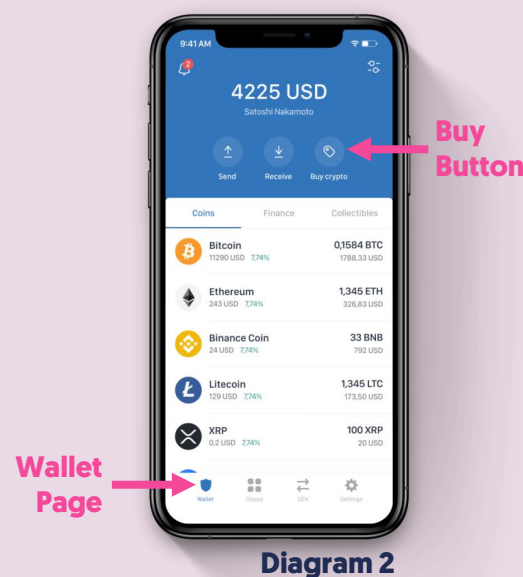 9:41 AM
2
4225 USD
Satoshi Nakamoto
Send Receive Buy crypto
Buy
Button
Coins Finance Collectibles
Bitcoin 0,1584 BTC
11290 USD 7,74% 1788,33 USD
Ethereum 1,345 ETH
243 USD 7,74% 326,83 USD
Binance Coin 33 BNB
24 USD 7,74% 792 USD
Litecoin 1,345 LTC
129 USD 7,74% 173,50 USD
XRP 100 XRP
0,2 USD 7,74% 20 USD
Wallet
Page
Wallet DApps DEX Settings
Diagram 2